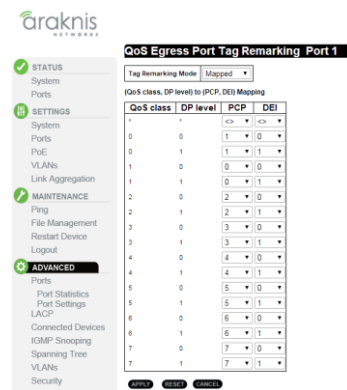 araknis
NETWORKS
STATUS
System
Ports
SETTINGS
System
Ports
PoE
VLANs
Link Aggregation
MAINTENANCE
Ping
File Management
Restart Device
Logout
ADVANCED
Ports
Port Statistics
Port Settings
LACP
Connected Devices
IGMP Snooping
Spanning Tree
VLANs
Security
QoS Egress Port Tag Remarking Port 1
Tag Remarking Mode Mapped
(QoS class, DP level) to (PCP, DEI) Mapping
QoS class DP level PCP DEI
* * <> <>
0 0 1 0
0 1 1 1
1 0 0 0
1 1 0 1
2 0 2 0
2 1 2 1
3 0 3 0
3 1 3 1
4 0 4 0
4 1 4 1
5 0 5 0
5 1 5 1
6 0 6 0
6 1 6 1
7 0 7 0
7 1 7 1
APPLY RESET CANCEL